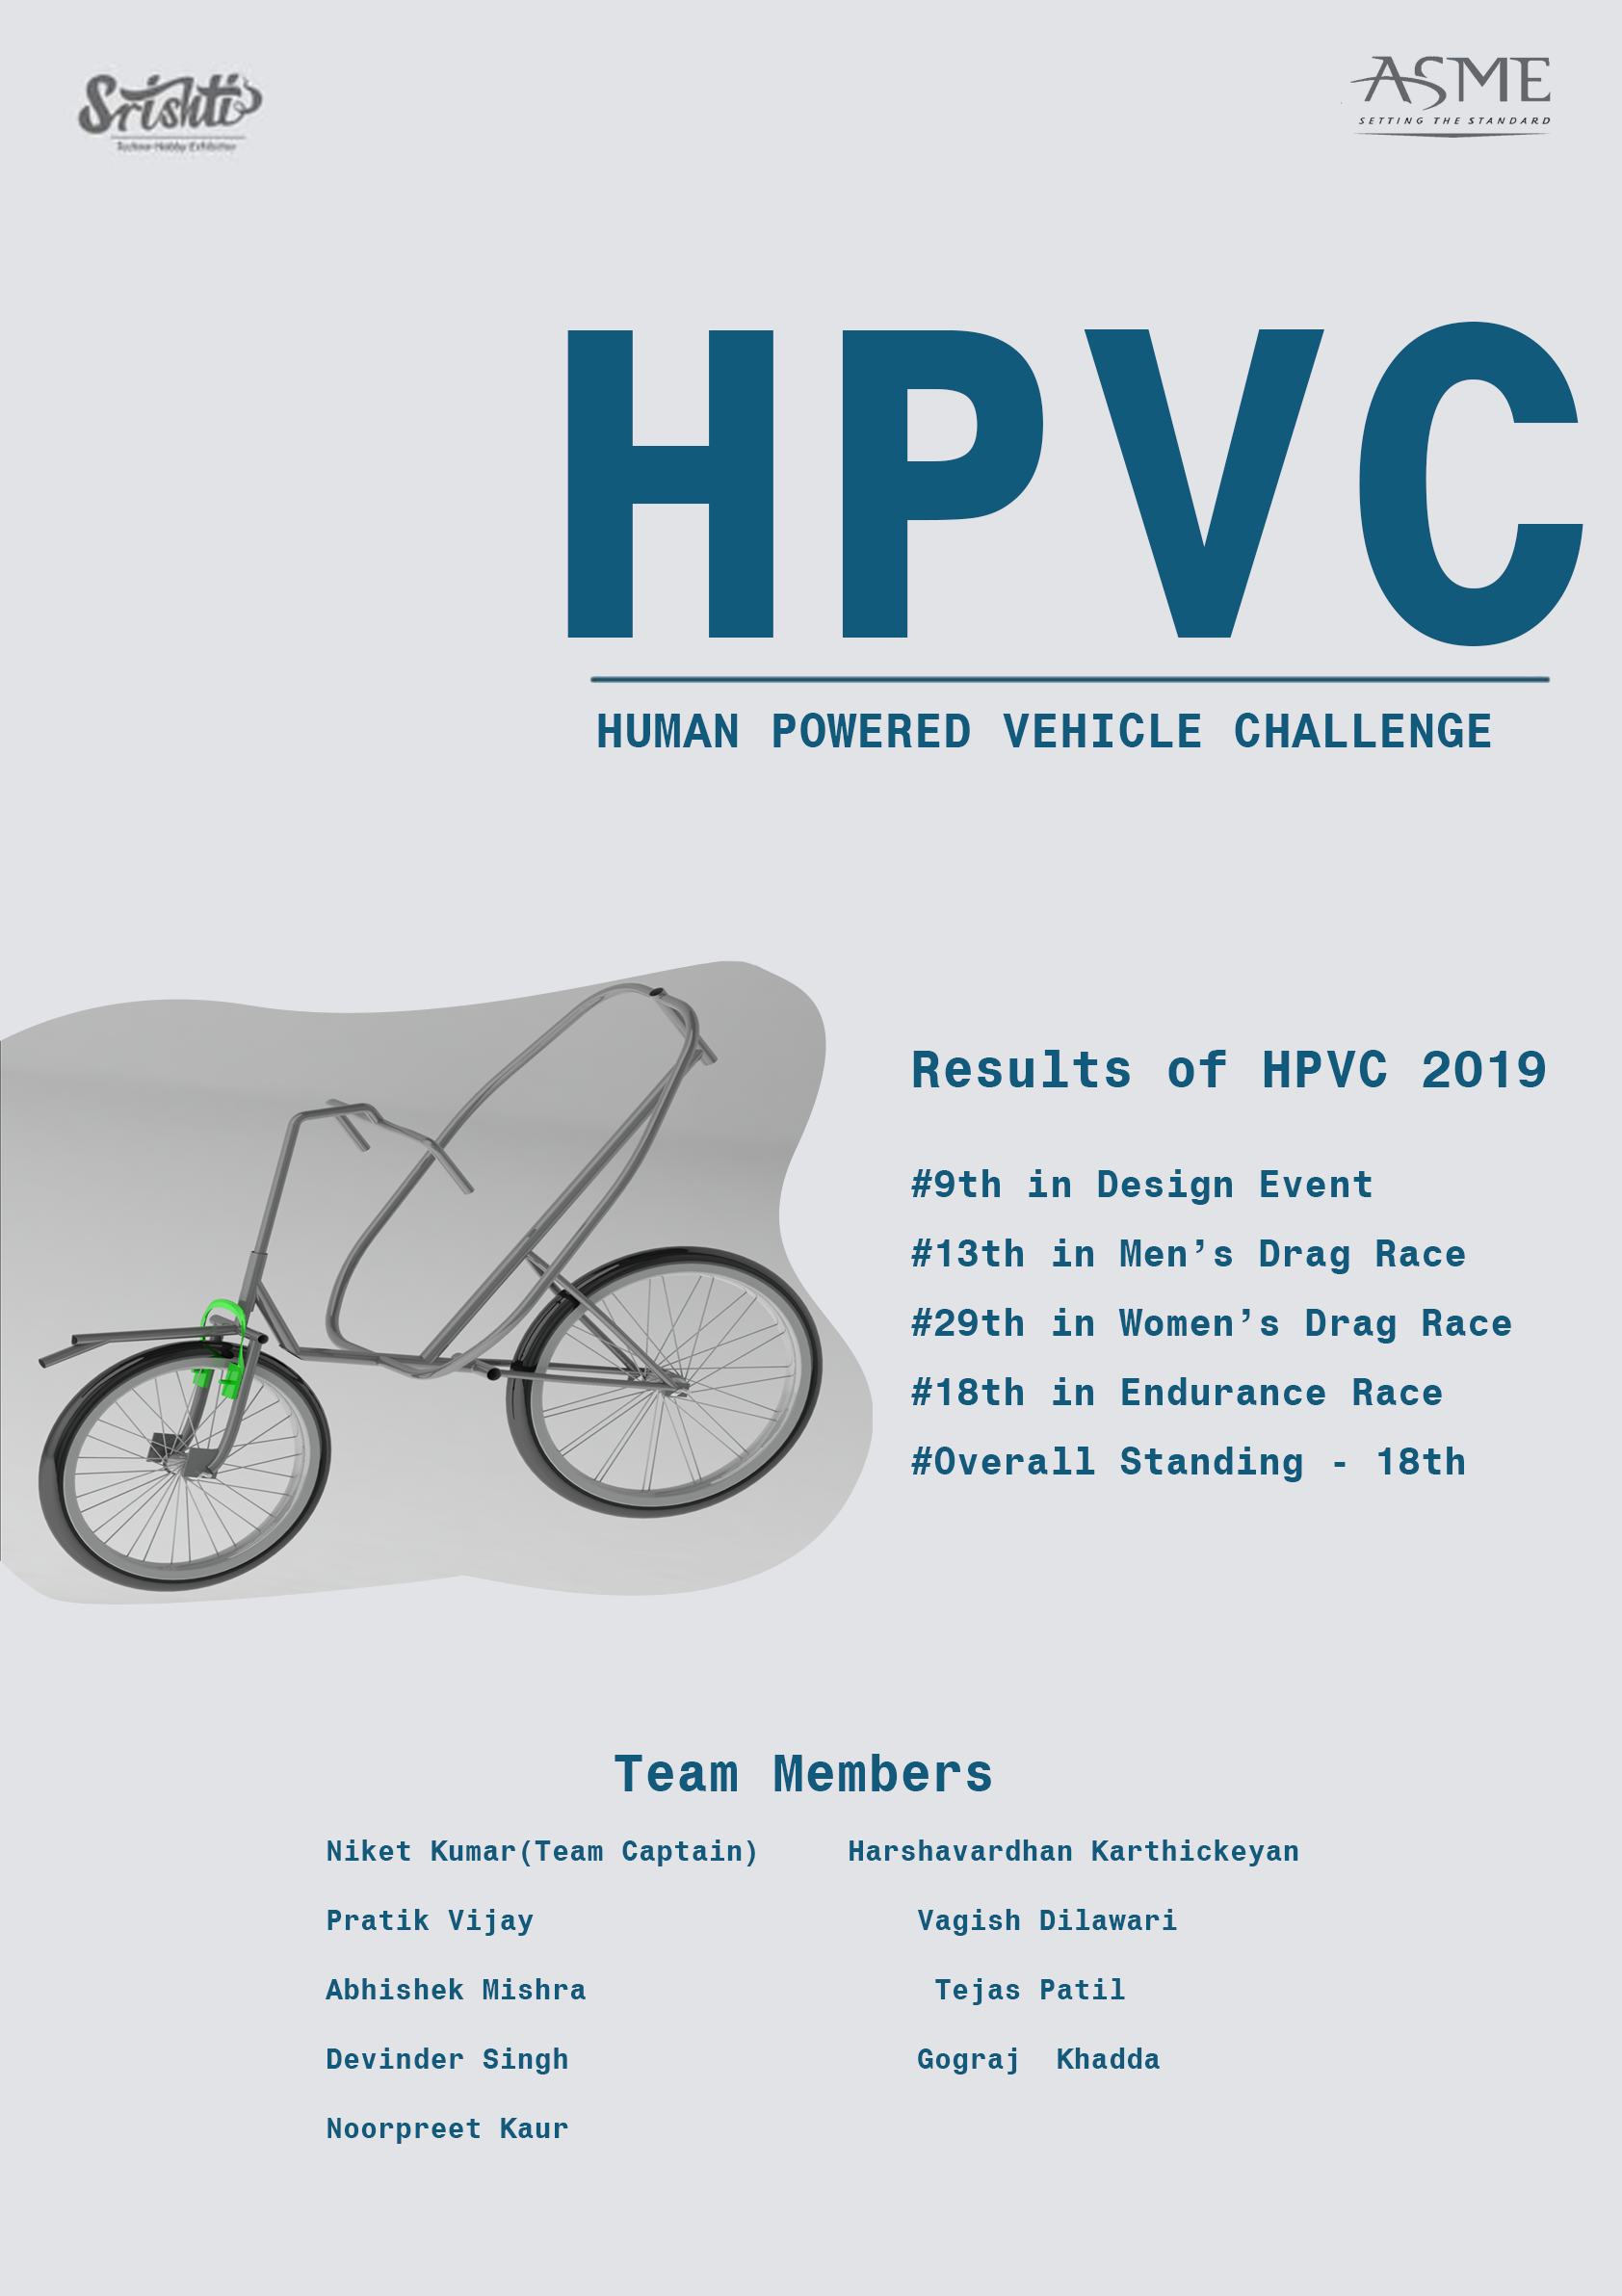 Srishti
Techno-Hobby Exhibition
ASME
SETTING THE STANDARD
HPVC
HUMAN POWERED VEHICLE CHALLENGE
Results of HPVC 2019
#9th in Design Event
#13th in Men’s Drag Race
#29th in Women’s Drag Race
#18th in Endurance Race
#Overall Standing - 18th
Team Members
Niket Kumar(Team Captain)
Pratik Vijay
Abhishek Mishra
Devinder Singh
Noorpreet Kaur
Harshavardhan Karthickeyan
Vagish Dilawari
Tejas Patil
Gograj  Khadda